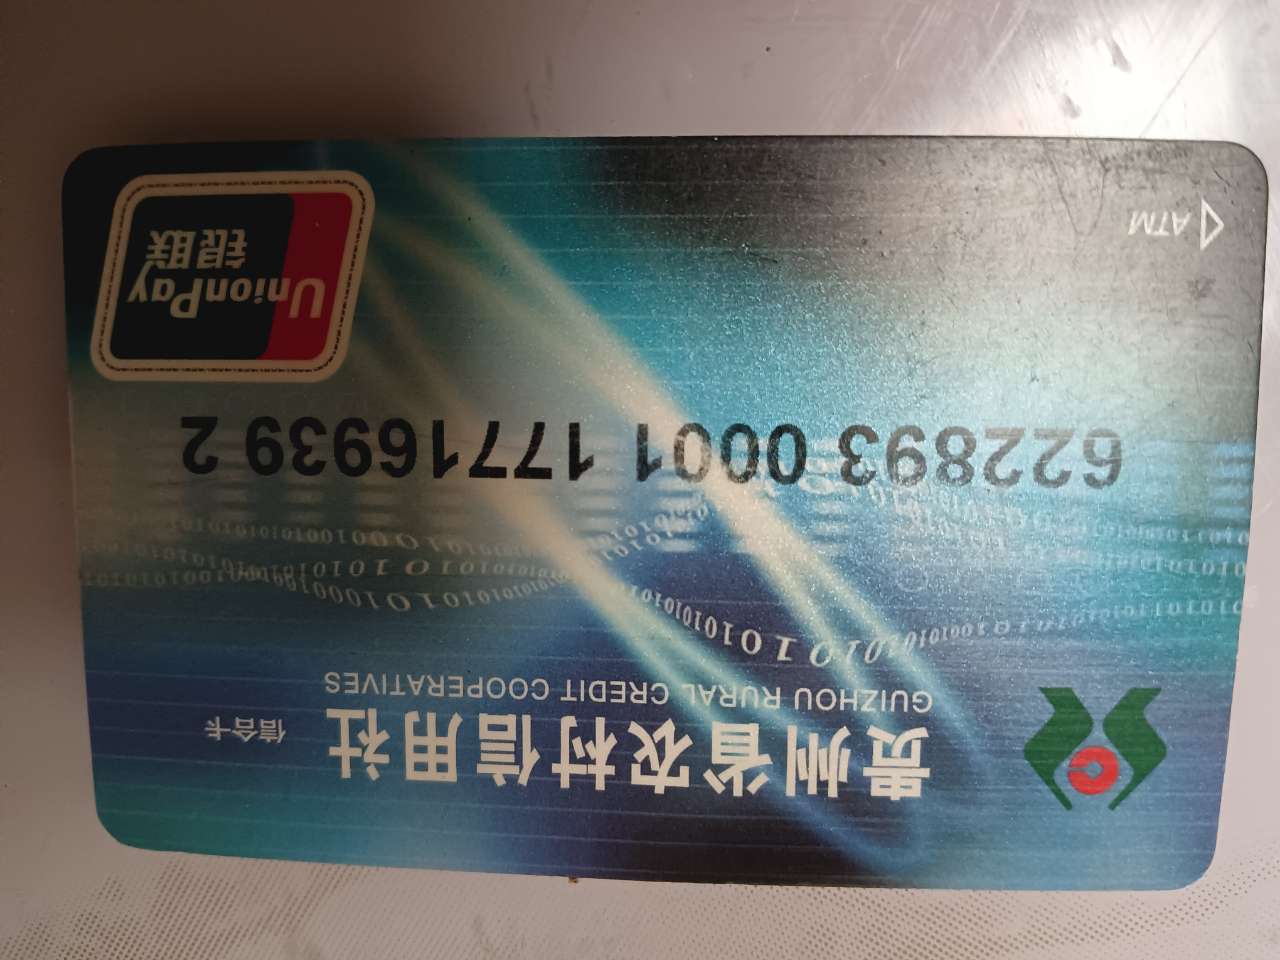 贵州省农村信用社 信合卡
GUIZHOU RURAL CREDIT COOPERATIVES
622893 0001 17716939 2
ATM
UnionPay
银联